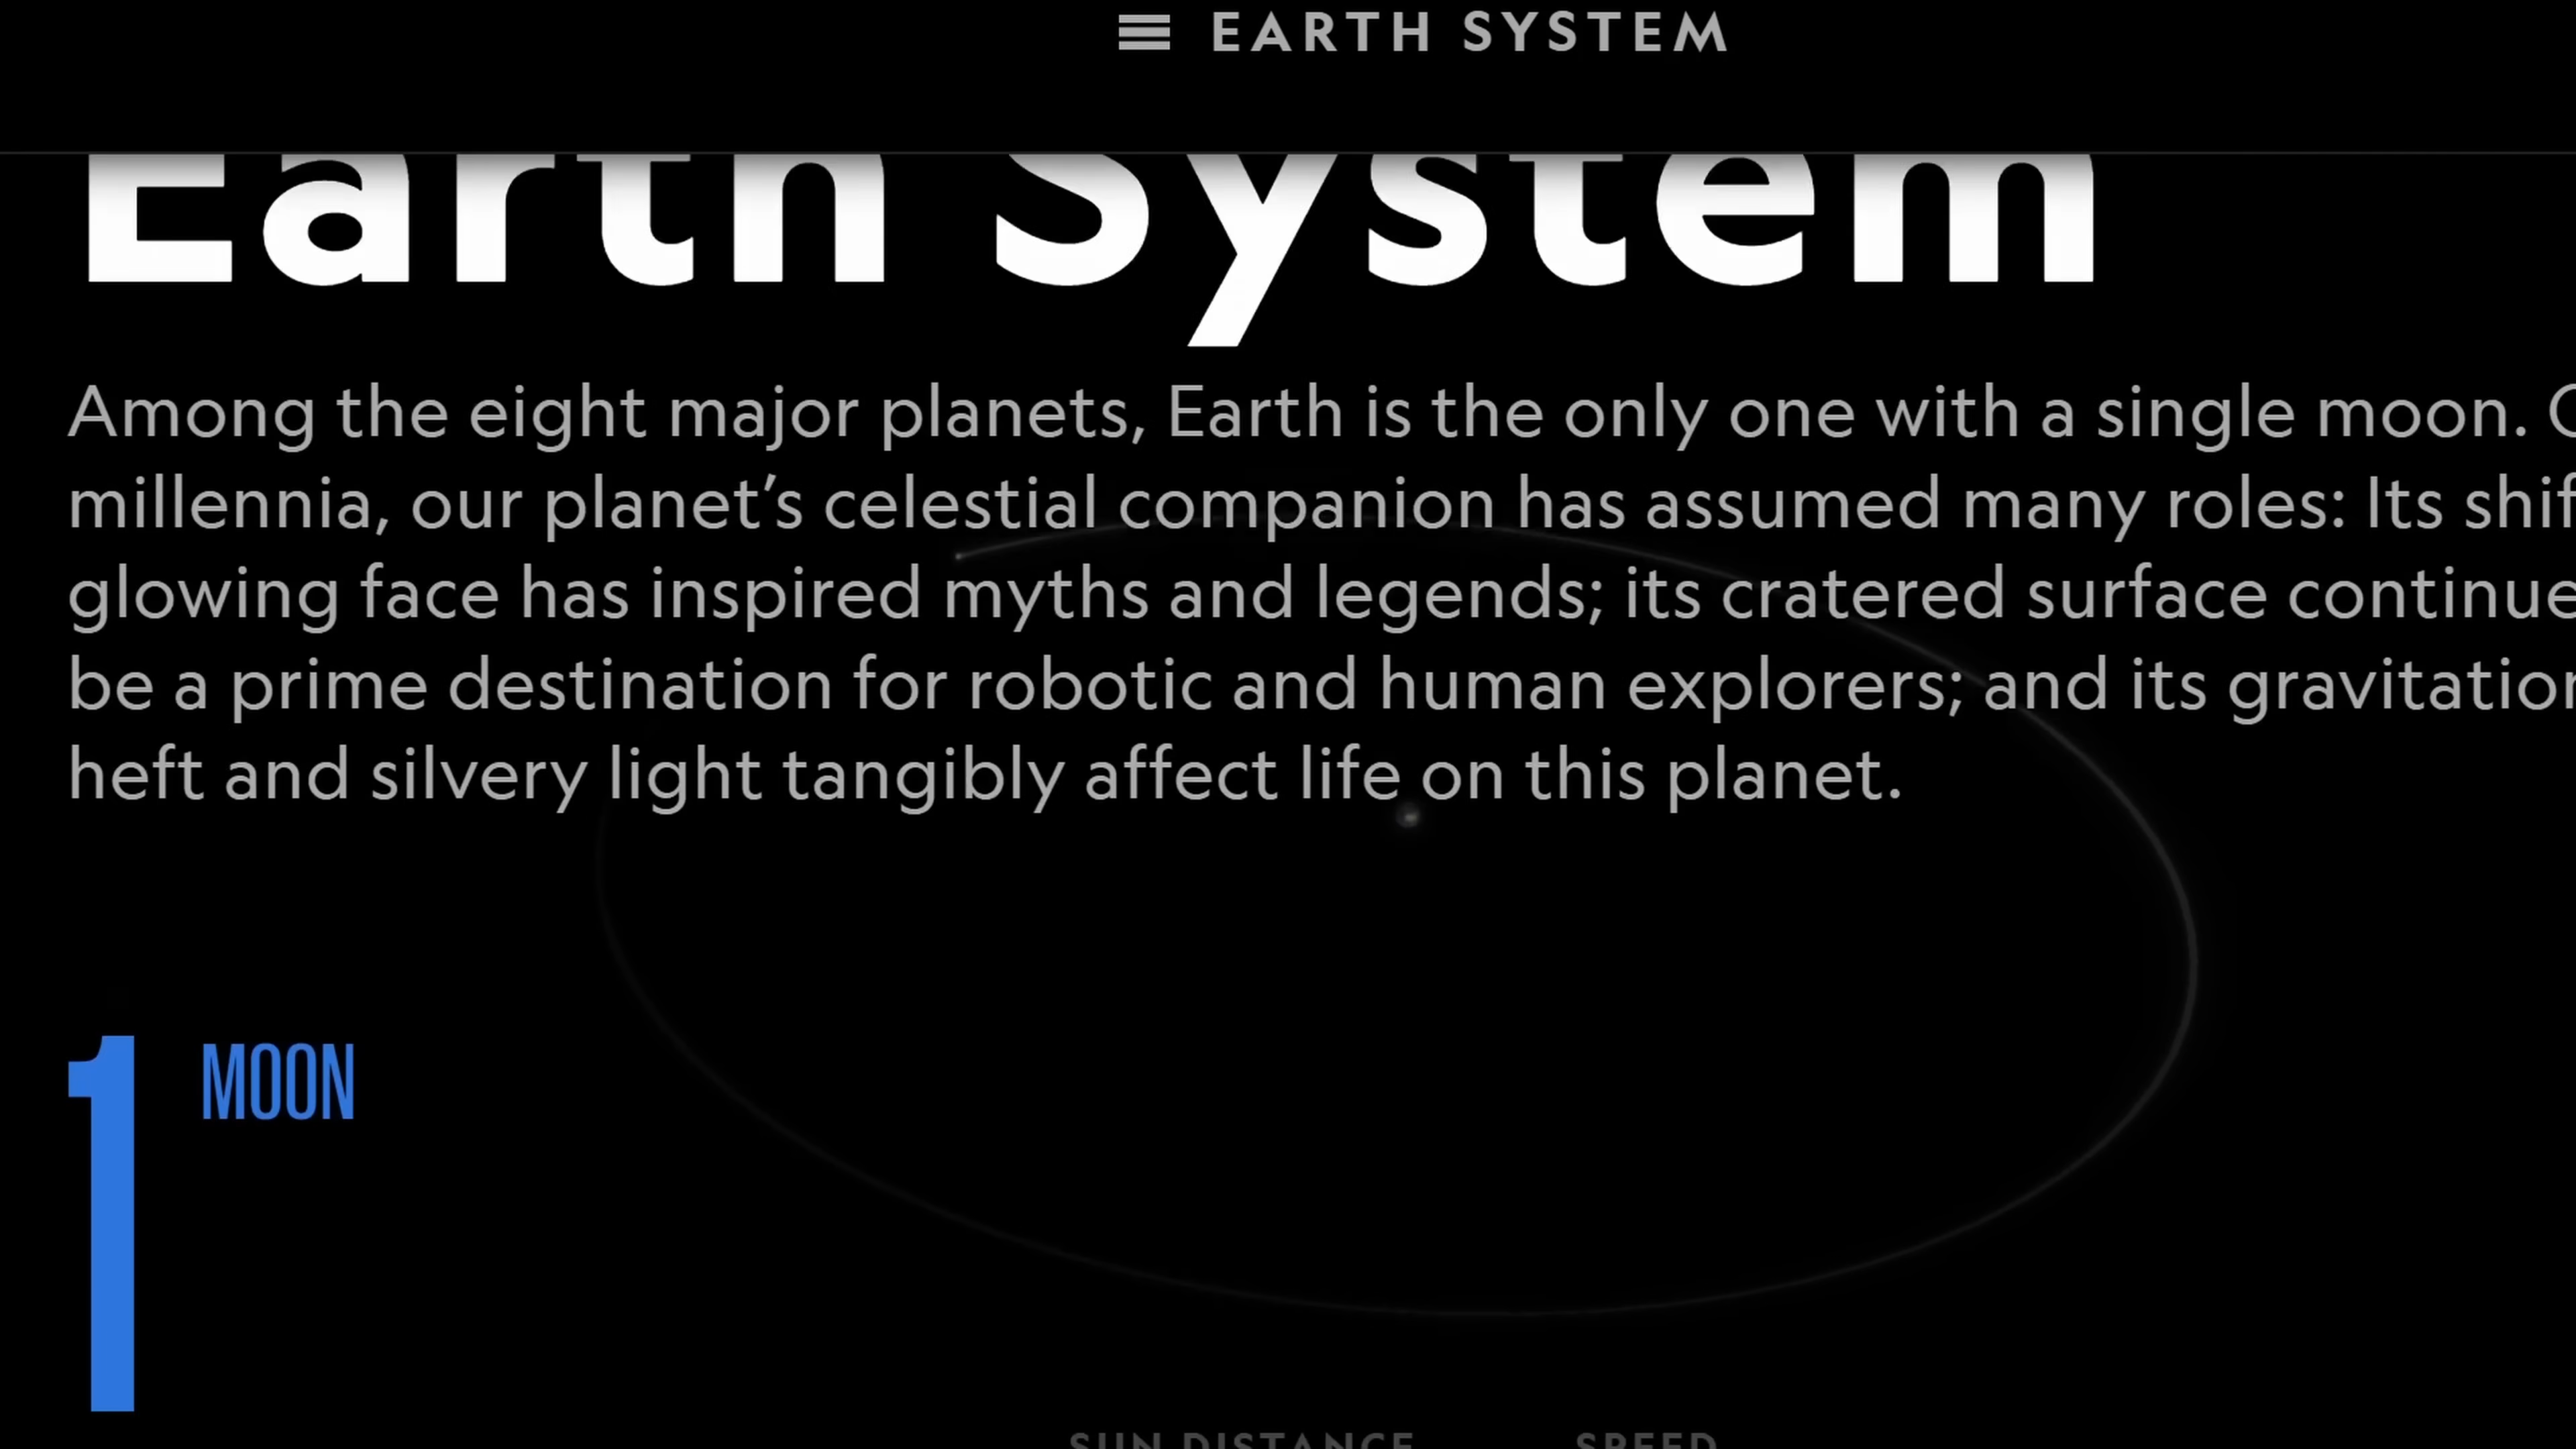 EARTH SYSTEM
Earth System
Among the eight major planets, Earth is the only one with a single moon.
millennia, our planet’s celestial companion has assumed many roles: Its
glowing face has inspired myths and legends; its cratered surface
be a prime destination for robotic and human explorers; and its
heft and silvery light tangibly affect life on this planet.
1 MOON
SUN DISTANCE SPEED